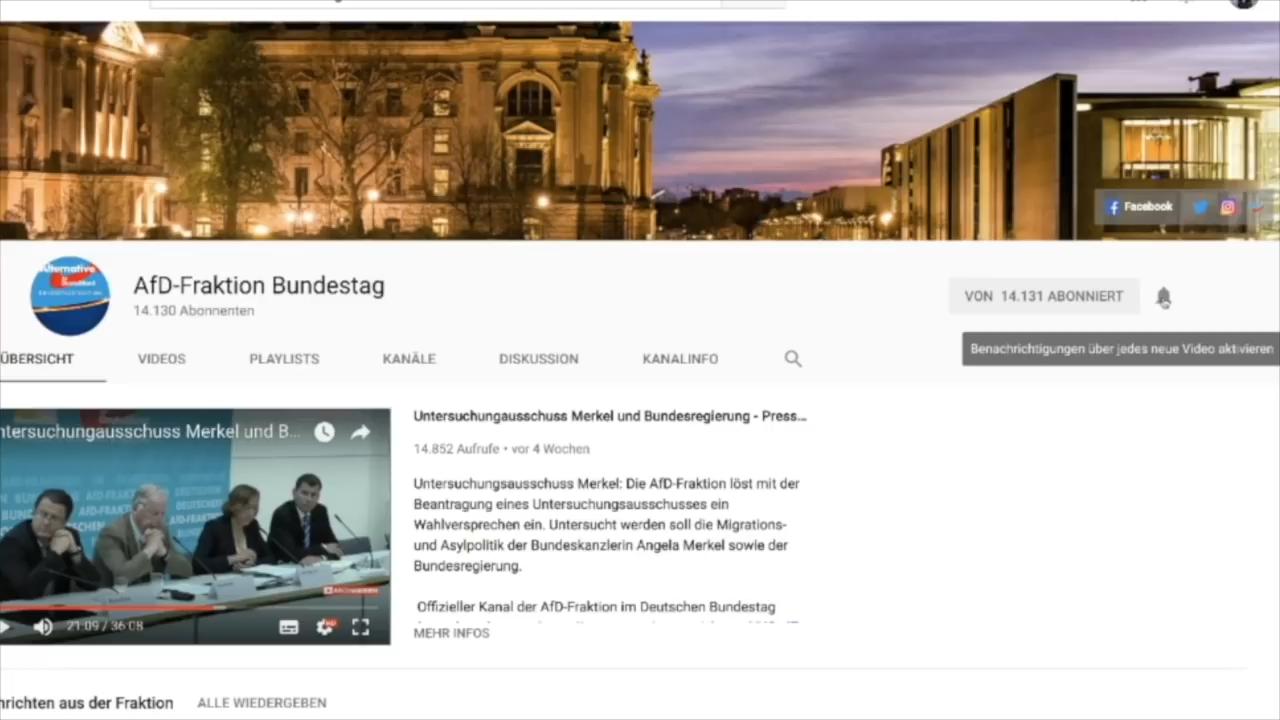 Facebook
Alternative
AfD-Fraktion Bundestag
14.130 Abonnenten
VON 14.131 ABONNIERT
Benachrichtigungen über jedes neue Video aktivieren
ÜBERSICHT
VIDEOS
PLAYLISTS
KANÄLE
DISKUSSION
KANALINFO
ntersuchungausschuss Merkel und B...
21:09 / 36:08
Untersuchungausschuss Merkel und Bundesregierung - Press...
14.852 Aufrufe • vor 4 Wochen
Untersuchungsausschuss Merkel: Die AfD-Fraktion löst mit der
Beantragung eines Untersuchungsausschusses ein
Wahlversprechen ein. Untersucht werden soll die Migrations-
und Asylpolitik der Bundeskanzlerin Angela Merkel sowie der
Bundesregierung.
Offizieller Kanal der AfD-Fraktion im Deutschen Bundestag
MEHR INFOS
hrichten aus der Fraktion
ALLE WIEDERGEBEN